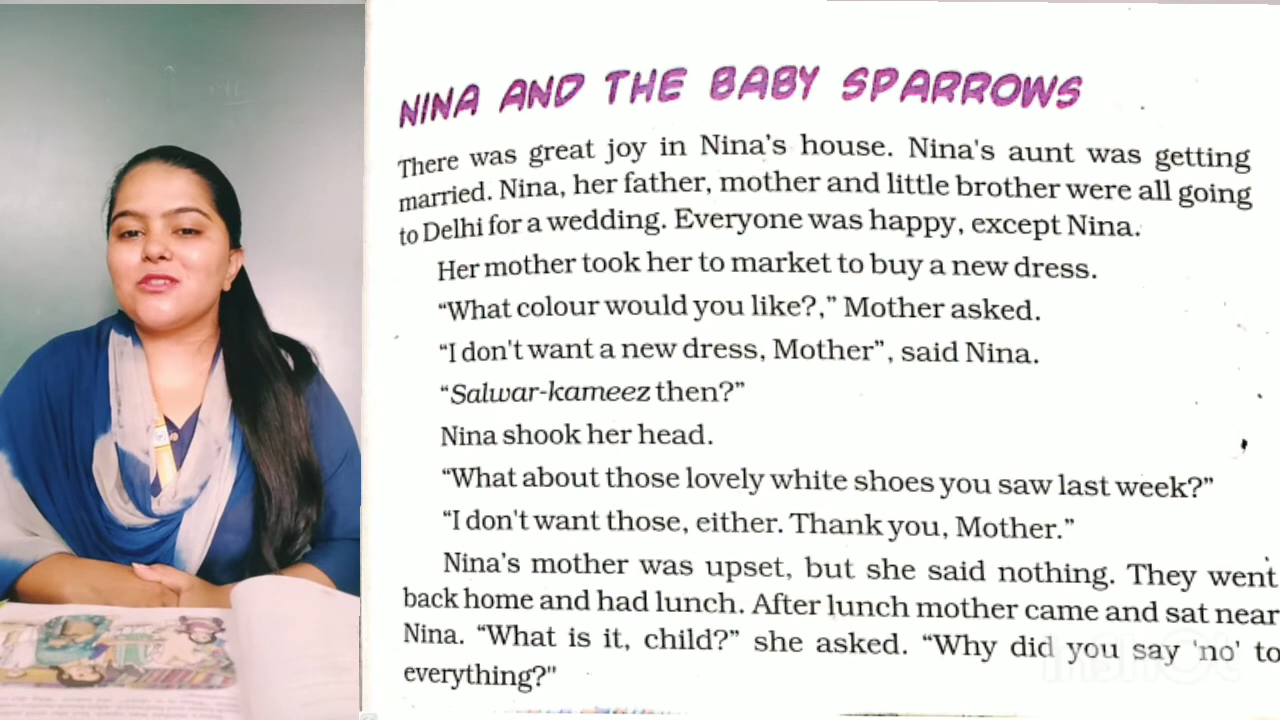 NINA AND THE BABY SPARROWS
There was great joy in Nina's house. Nina's aunt was getting
married. Nina, her father, mother and little brother were all going
to Delhi for a wedding. Everyone was happy, except Nina.
Her mother took her to market to buy a new dress.
“What colour would you like?,” Mother asked.
“I don't want a new dress, Mother”, said Nina.
“Salwar-kameez then?”
Nina shook her head.
“What about those lovely white shoes you saw last week?”
“I don't want those, either. Thank you, Mother.”
Nina's mother was upset, but she said nothing. They went
back home and had lunch. After lunch mother came and sat near
Nina. “What is it, child?” she asked. “Why did you say 'no' to
everything?"
InShOt